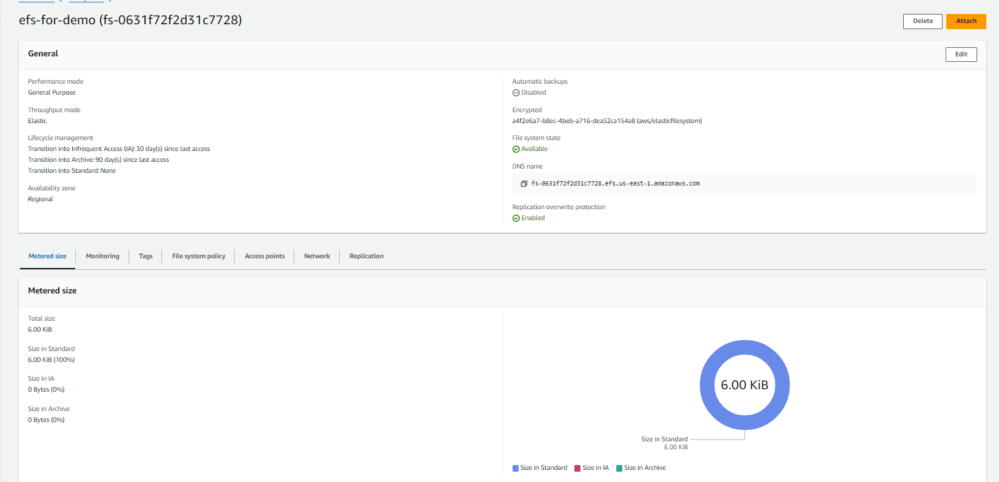 efs-for-demo (fs-0631f72f2d31c7728)
Delete
Attach
General
Edit
Performance mode
General Purpose
Throughput mode
Elastic
Lifecycle management
Transition into Infrequent Access (IA): 30 day(s) since last access
Transition into Archive: 90 day(s) since last access
Transition into Standard: None
Availability zone
Regional
Automatic backups
Disabled
Encrypted
a4f2e6a7-b8ec-4beb-a716-dea52ca154a8 (aws/elasticfilesystem)
File system state
Available
DNS name
fs-0631f72f2d31c7728.efs.us-east-1.amazonaws.com
Replication overwrite protection
Enabled
Metered size
Monitoring
Tags
File system policy
Access points
Network
Replication
Metered size
Total size
6.00 KiB
Size in Standard
6.00 KiB (100%)
Size in IA
0 Bytes (0%)
Size in Archive
0 Bytes (0%)
6.00 KiB
Size in Standard
6.00 KiB
Size in Standard
Size in IA
Size in Archive